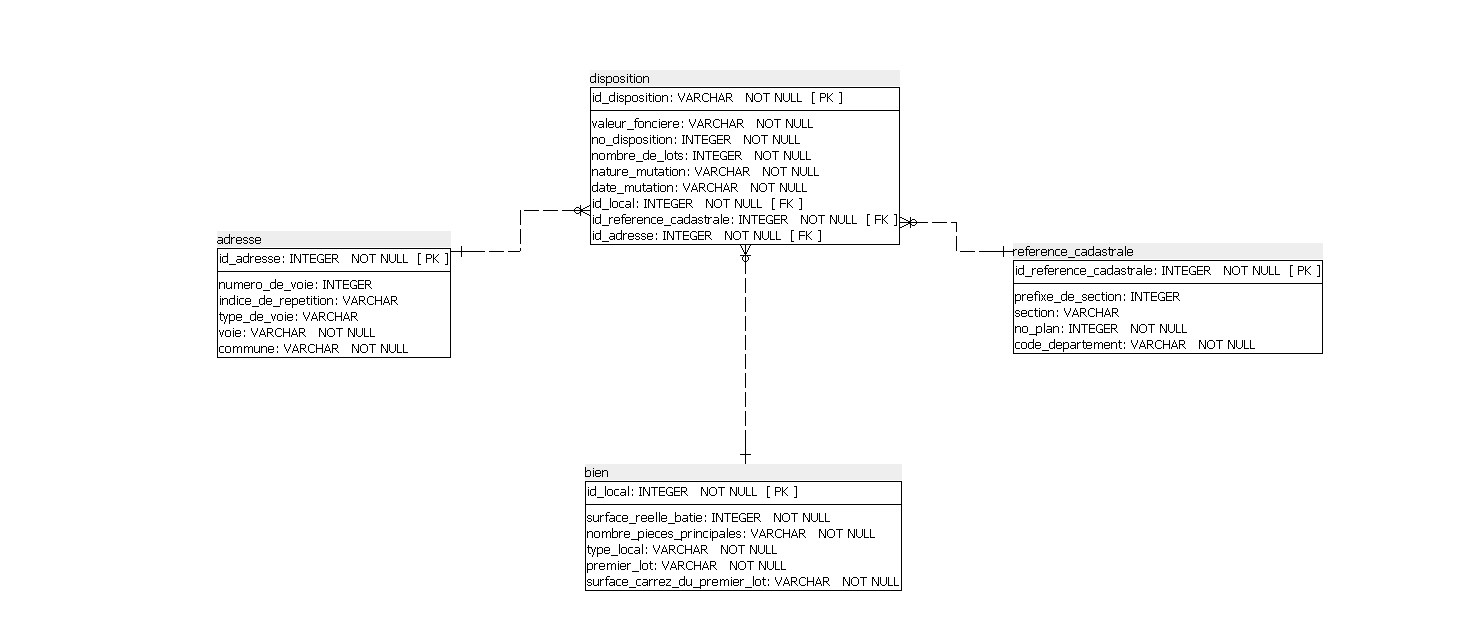 disposition
id_disposition: VARCHAR NOT NULL [ PK ]
valeur_fonciere: VARCHAR NOT NULL
no_disposition: INTEGER NOT NULL
nombre_de_lots: INTEGER NOT NULL
nature_mutation: VARCHAR NOT NULL
date_mutation: VARCHAR NOT NULL
id_local: INTEGER NOT NULL [ FK ]
id_reference_cadastrale: INTEGER NOT NULL [ FK ]
id_adresse: INTEGER NOT NULL [ FK ]
adresse
id_adresse: INTEGER NOT NULL [ PK ]
numero_de_voie: INTEGER
indice_de_repetition: VARCHAR
type_de_voie: VARCHAR
voie: VARCHAR NOT NULL
commune: VARCHAR NOT NULL
reference_cadastrale
id_reference_cadastrale: INTEGER NOT NULL [ PK ]
prefixe_de_section: INTEGER
section: VARCHAR
no_plan: INTEGER NOT NULL
code_departement: VARCHAR NOT NULL
bien
id_local: INTEGER NOT NULL [ PK ]
surface_reelle_batie: INTEGER NOT NULL
nombre_pieces_principales: VARCHAR NOT NULL
type_local: VARCHAR NOT NULL
premier_lot: VARCHAR NOT NULL
surface_carrez_du_premier_lot: VARCHAR NOT NULL